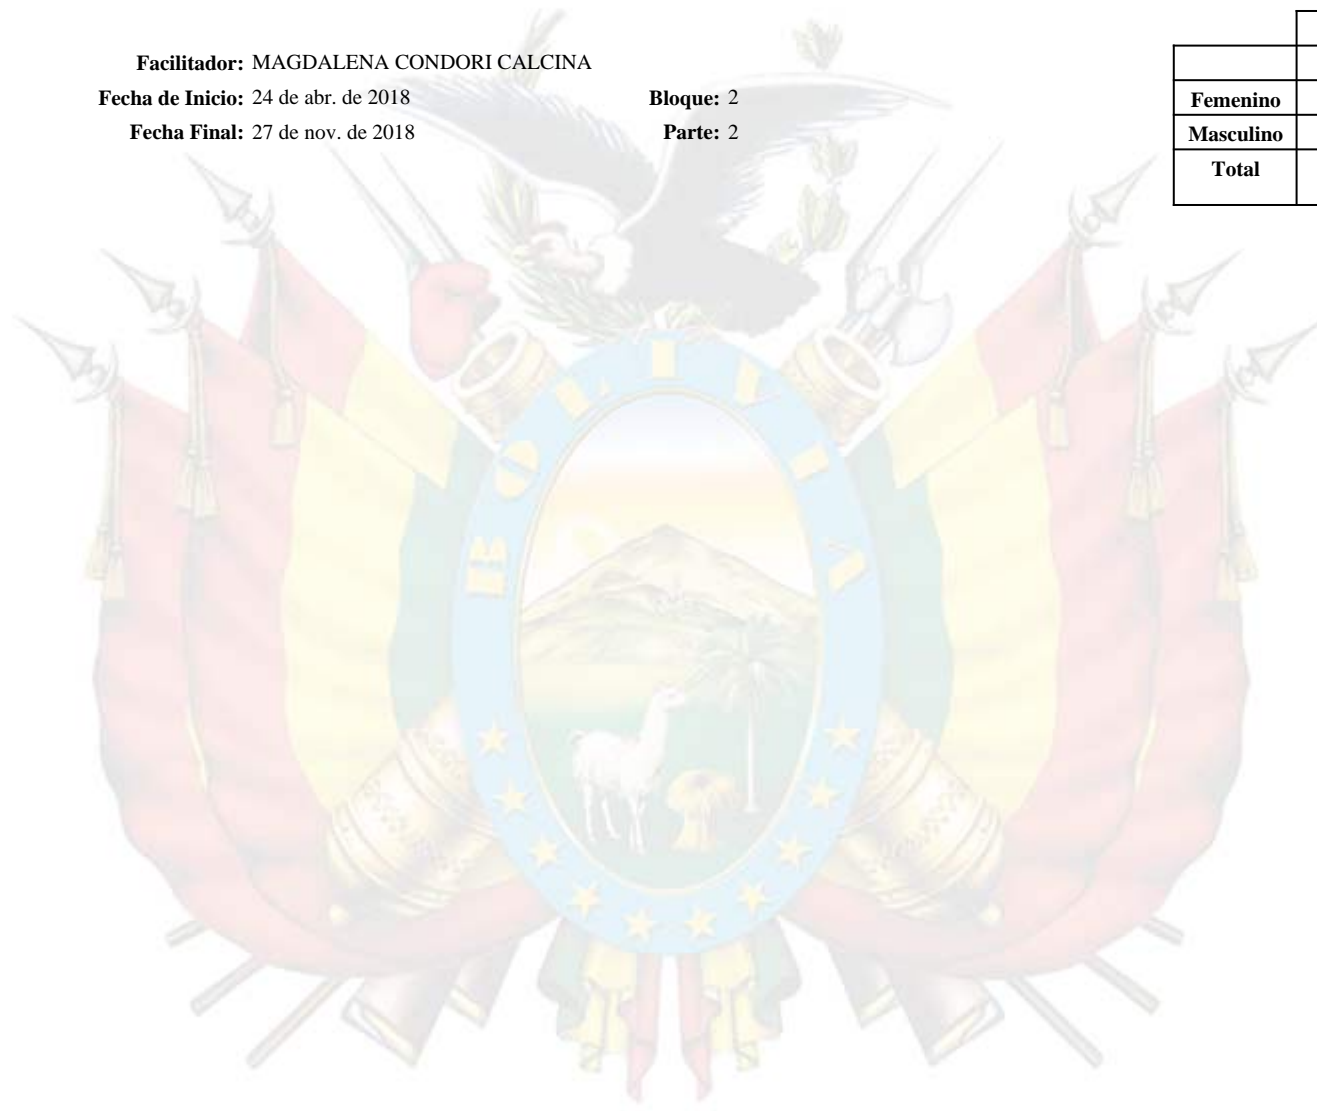 Facilitador: MAGDALENA CONDORI CALCINA
Fecha de Inicio: 24 de abr. de 2018 Bloque: 2
Fecha Final: 27 de nov. de 2018 Parte: 2
Femenino
Masculino
Total
BOLIVIA